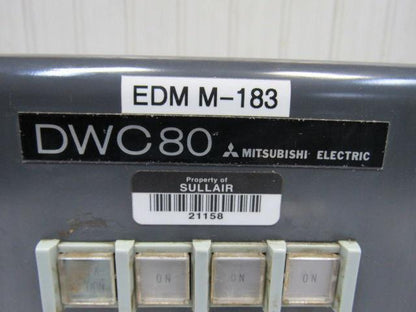 EDM M-183
DWC80 MITSUBISHI ELECTRIC
Property of
SULLAIR
21158
ON ON ON ON